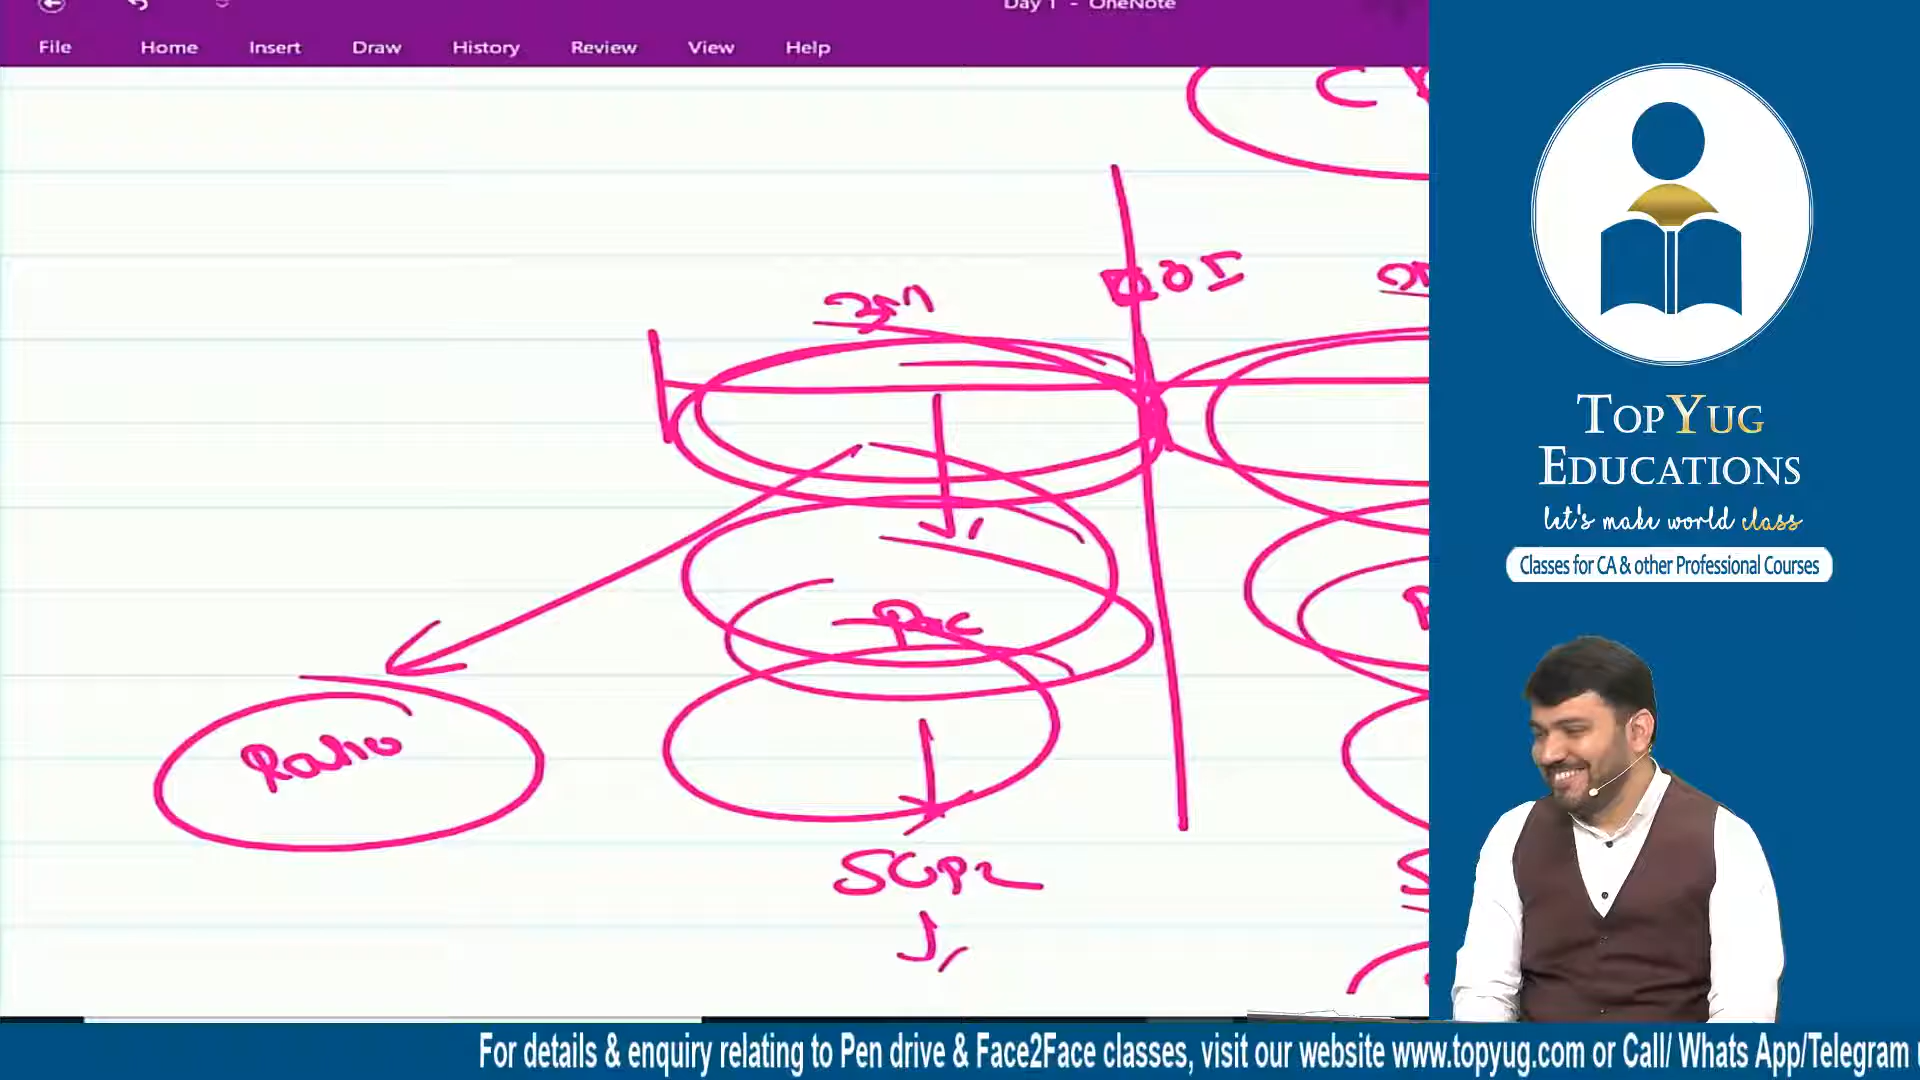 Day 1 - OneNote
File Home Insert Draw History Review View Help
C
DOI
Ratio
TOPYUG
EDUCATIONS
let's make world class
Classes for CA & other Professional Courses
For details & enquiry relating to Pen drive & Face2Face classes, visit our website www.topyug.com or Call/ Whats App/Telegram